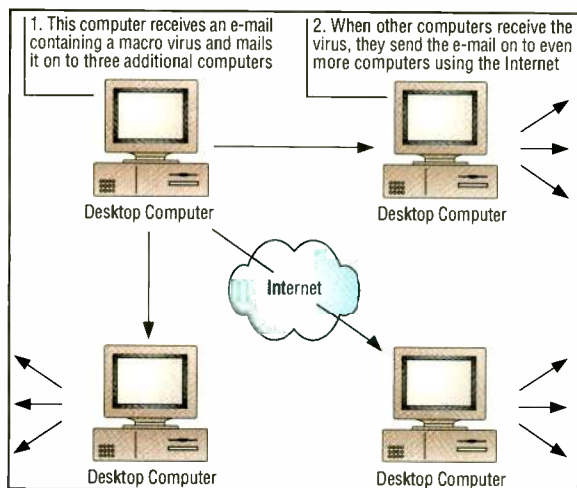 1. This computer receives an e-mail
containing a macro virus and mails
it on to three additional computers
2. When other computers receive the
virus, they send the e-mail on to even
more computers using the Internet
Desktop Computer
Desktop Computer
Internet
Desktop Computer
Desktop Computer